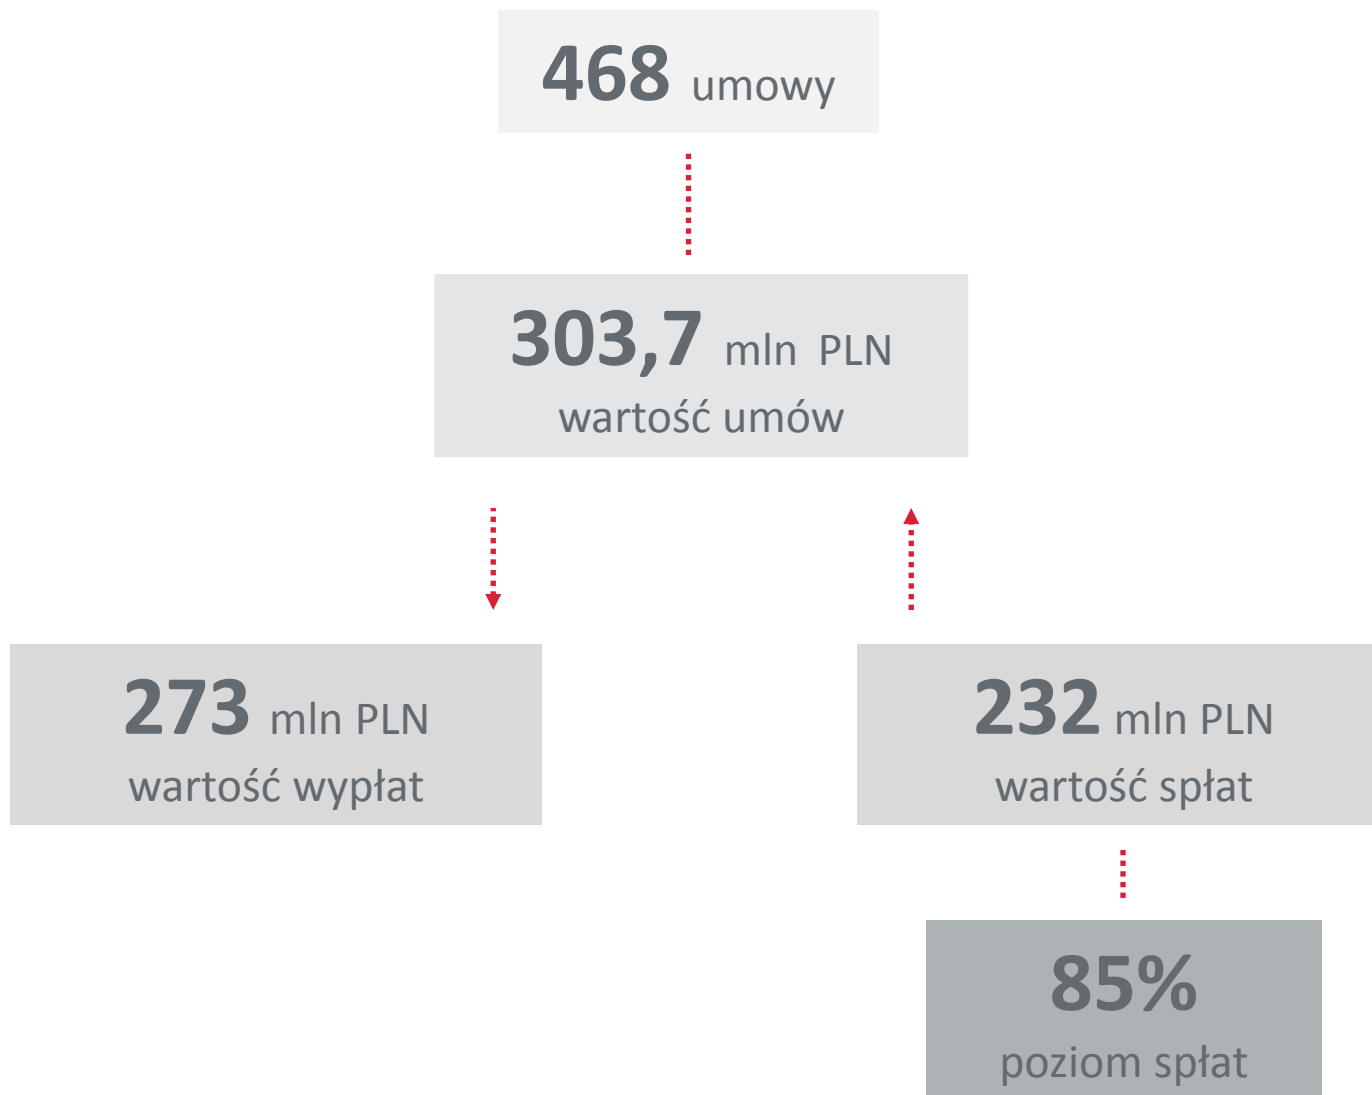 468 umowy
303,7 mln PLN
wartość umów
273 mln PLN
wartość wypłat
232 mln PLN
wartość spłat
85%
poziom spłat